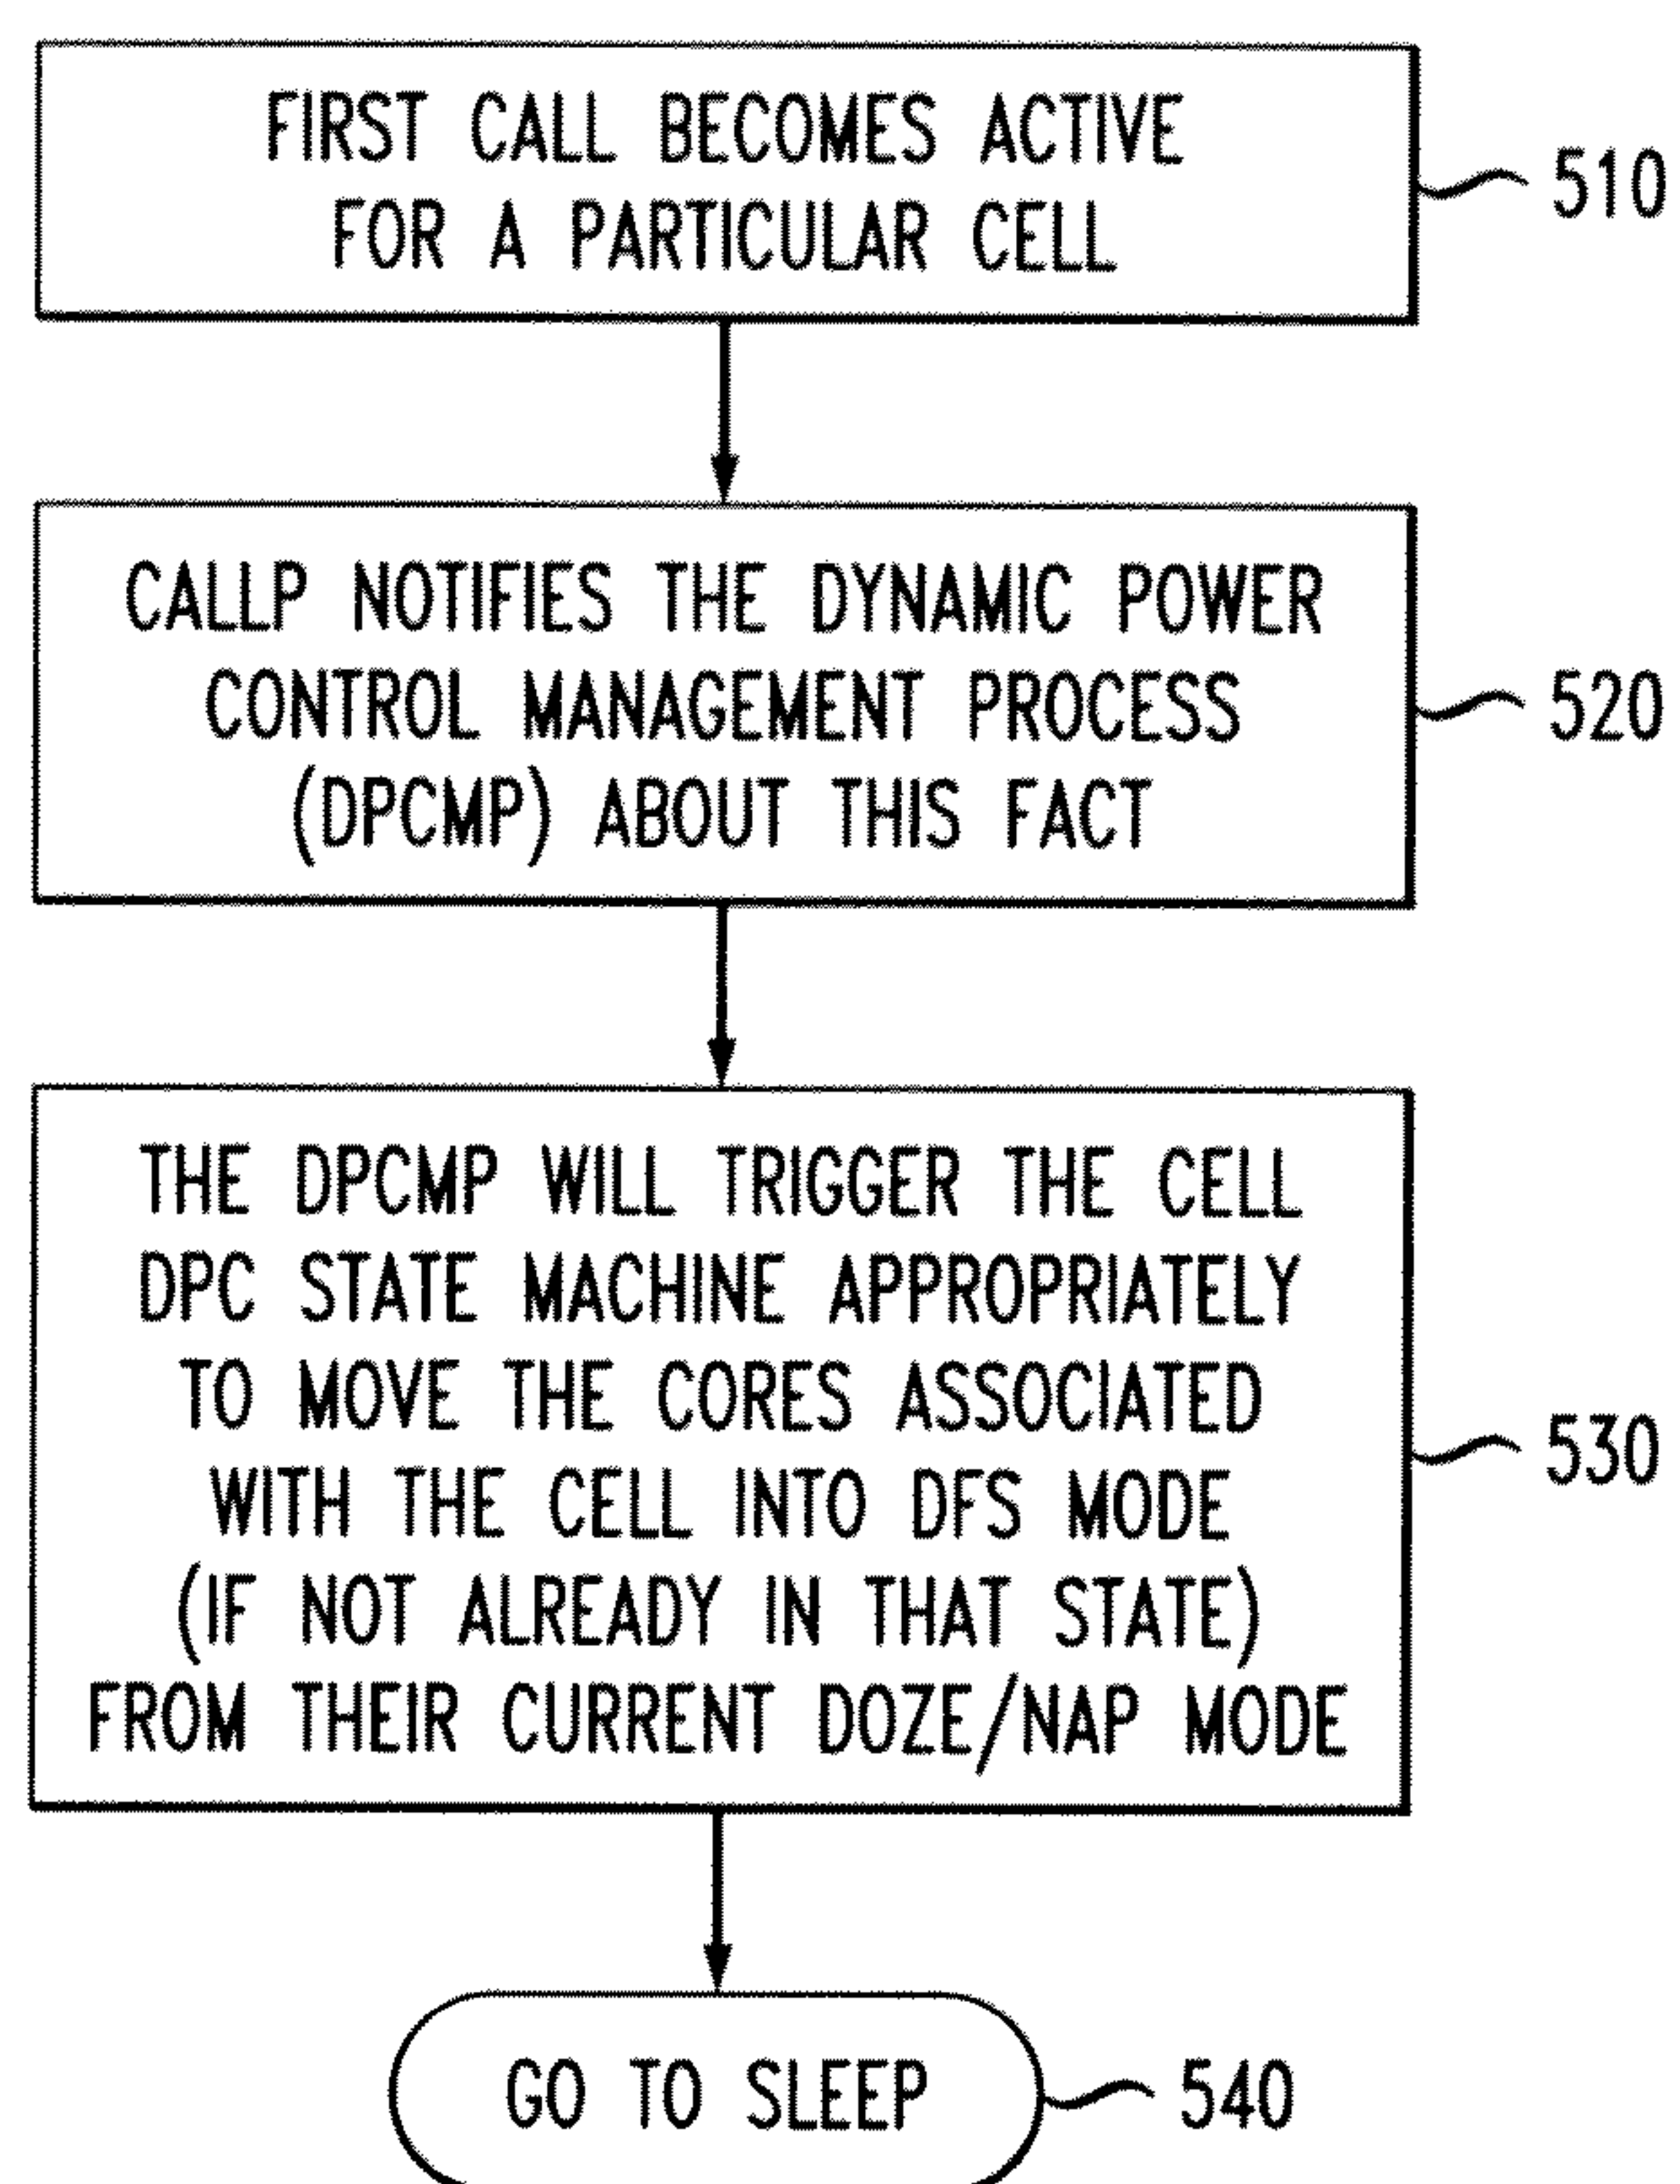 FIRST CALL BECOMES ACTIVE
FOR A PARTICULAR CELL
510
CALLP NOTIFIES THE DYNAMIC POWER
CONTROL MANAGEMENT PROCESS
(DPCMP) ABOUT THIS FACT
520
THE DPCMP WILL TRIGGER THE CELL
DPC STATE MACHINE APPROPRIATELY
TO MOVE THE CORES ASSOCIATED
WITH THE CELL INTO DFS MODE
(IF NOT ALREADY IN THAT STATE)
FROM THEIR CURRENT DOZE/NAP MODE
530
GO TO SLEEP
540